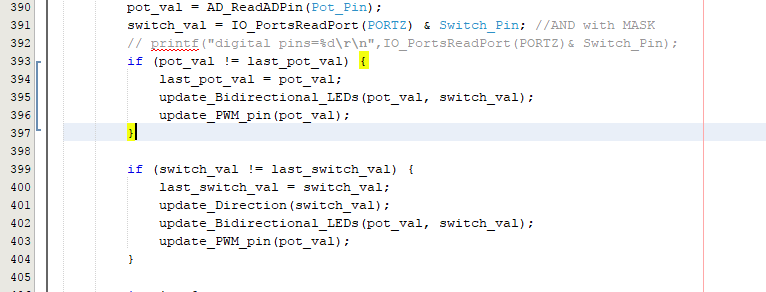 390 pot_val = AD_ReadADPin(Pot_Pin);
391 switch_val = IO_PortsReadPort(PORTZ) & Switch_Pin; //AND with MASK
392 // printf("digital pins=%d\r\n",IO_PortsReadPort(PORTZ)& Switch_Pin);
393 if (pot_val != last_pot_val) {
394 last_pot_val = pot_val;
395 update_Bidirectional_LEDs(pot_val, switch_val);
396 update_PWM_pin(pot_val);
397 }
398
399 if (switch_val != last_switch_val) {
400 last_switch_val = switch_val;
401 update_Direction(switch_val);
402 update_Bidirectional_LEDs(pot_val, switch_val);
403 update_PWM_pin(pot_val);
404 }
405